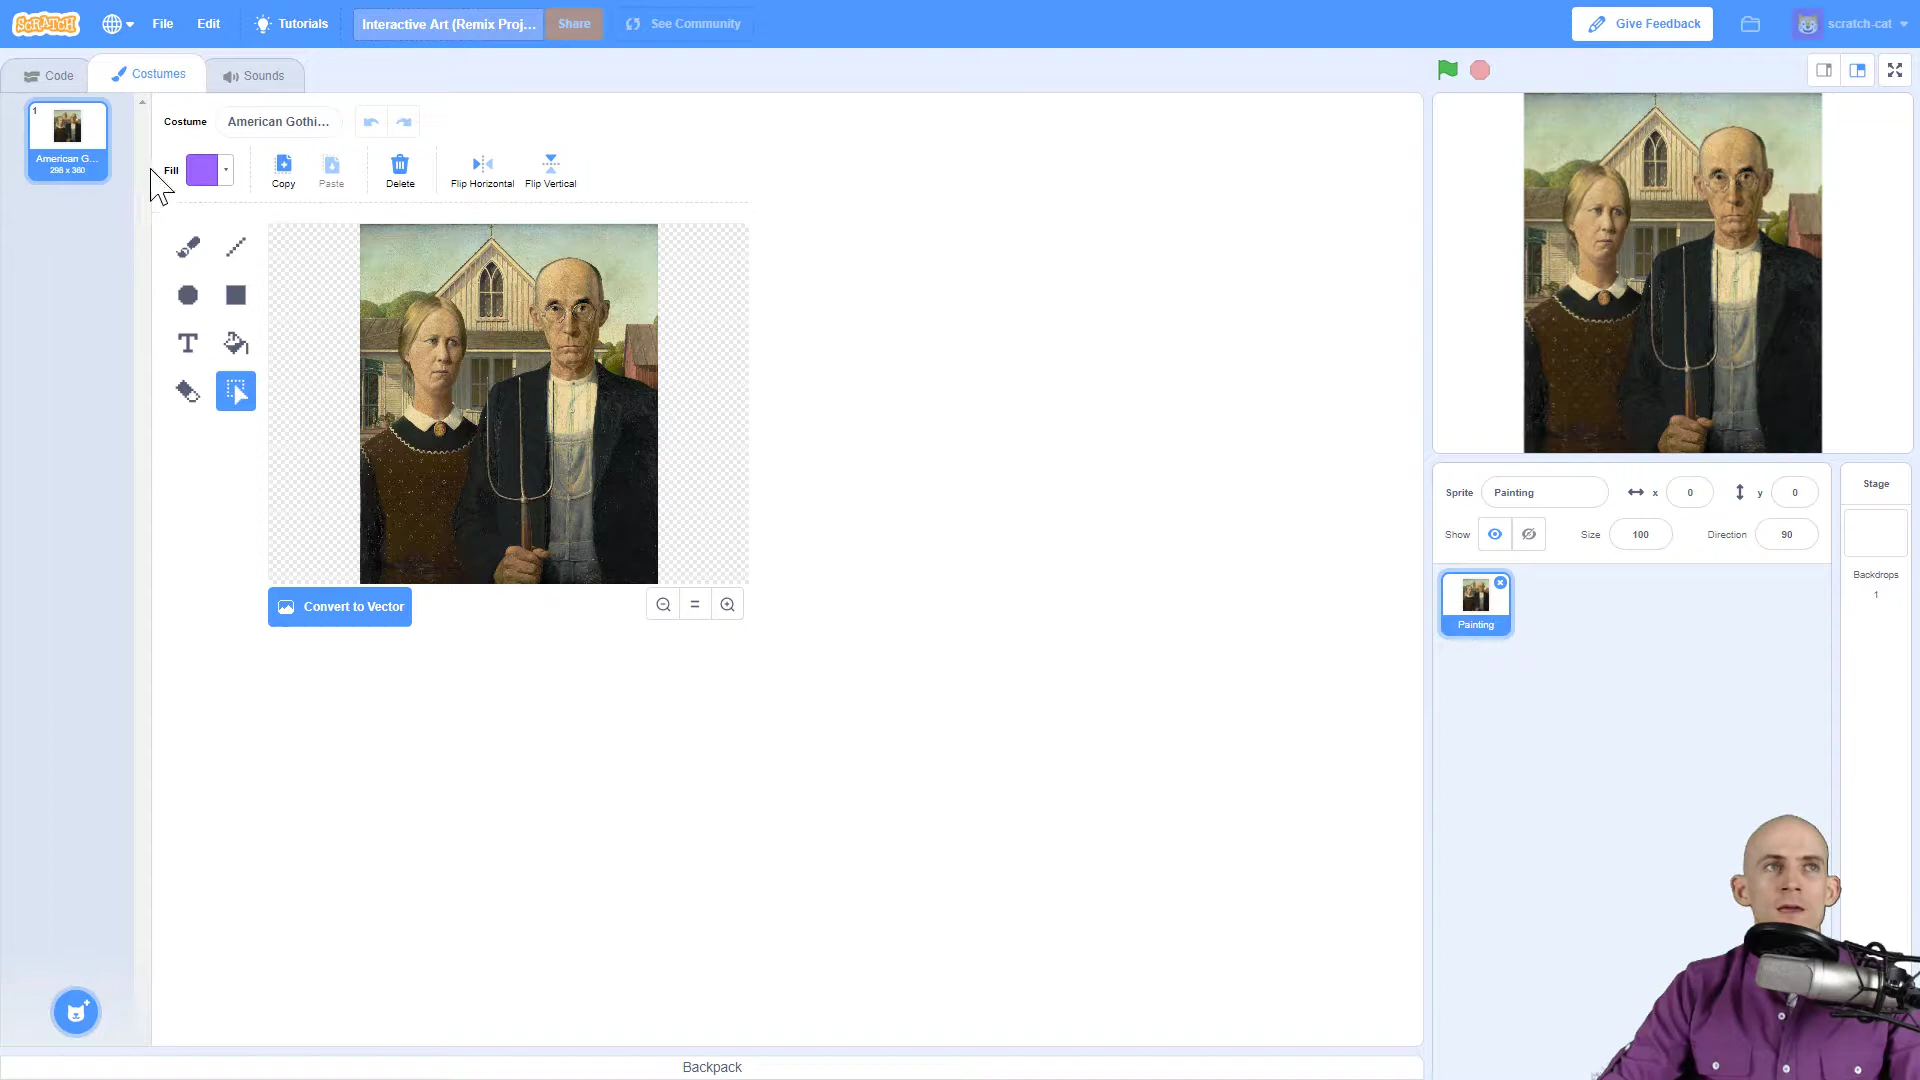 SCRATCH
File
Edit
Tutorials
Interactive Art (Remix Proj...
Share
See Community
Give Feedback
scratch-cat
Code
Costumes
Sounds
1
American G...
298 x 360
Costume
American Gothi...
Fill
Copy
Paste
Delete
Flip Horizontal
Flip Vertical
T
Convert to Vector
Sprite
Painting
x
0
y
0
Show
Size
100
Direction
90
Painting
Stage
Backdrops
1
Backpack